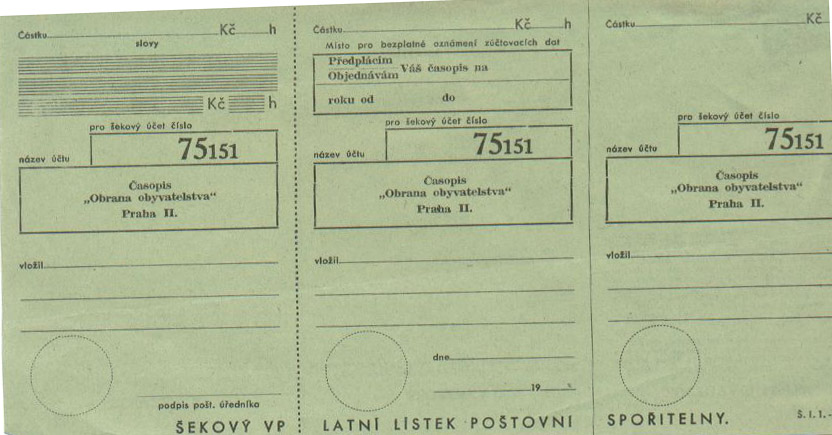 Částku Kč h
slovy
Kč h
pro šekový účet číslo
75151
název účtu
Časopis
„Obrana obyvatelstva“
Praha II.
vložil
podpis pošt. úředníka
Částku Kč h
Místo pro bezplatné oznámení zúčtovacích dat
Předplácím
Objednávám Váš časopis na
roku od do
pro šekový účet číslo
75151
název účtu
Časopis
„Obrana obyvatelstva“
Praha II.
vložil
dne
19
Částku Kč
pro šekový účet číslo
75151
název účtu
Časopis
„Obrana obyvatelstva“
Praha II.
vložil
ŠEKOVÝ VP LATNÍ LÍSTEK POŠTOVNÍ SPOŘITELNY.
Š. I. 1.-